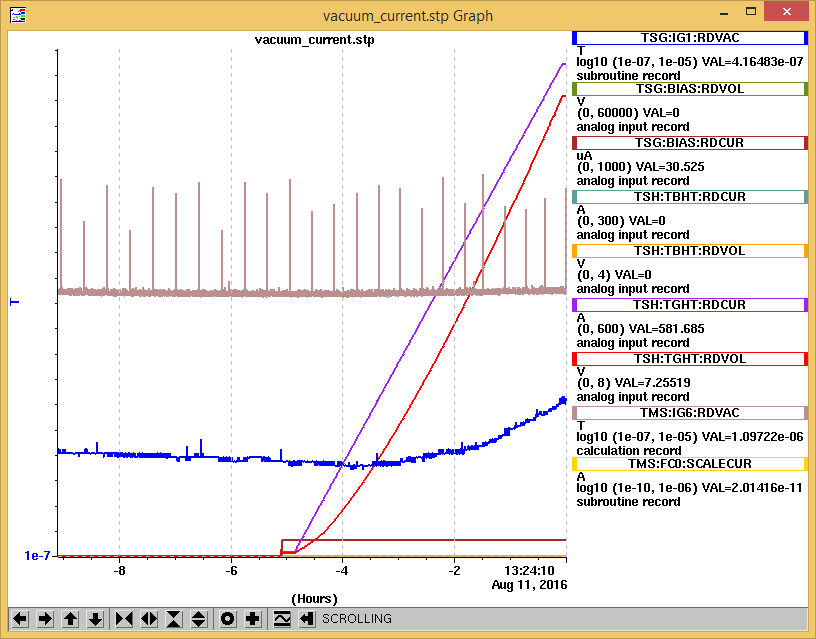 vacuum_current.stp Graph
vacuum_current.stp
T
1e-7
-8
-6
-4
-2
13:24:10
Aug 11, 2016
(Hours)
TSG:IG1:RDVAC
T
log10 (1e-07, 1e-05) VAL=4.16483e-07
subroutine record
TSG:BIAS:RDVOL
V
(0, 60000) VAL=0
analog input record
TSG:BIAS:RDCUR
uA
(0, 1000) VAL=30.525
analog input record
TSH:TBHT:RDCUR
A
(0, 300) VAL=0
analog input record
TSH:TBHT:RDVOL
V
(0, 4) VAL=0
analog input record
TSH:TGHT:RDCUR
A
(0, 600) VAL=581.685
analog input record
TSH:TGHT:RDVOL
V
(0, 8) VAL=7.25519
analog input record
TMS:IG6:RDVAC
T
log10 (1e-07, 1e-05) VAL=1.09722e-06
calculation record
TMS:FC0:SCALECUR
A
log10 (1e-10, 1e-06) VAL=2.01416e-11
subroutine record
SCROLLING